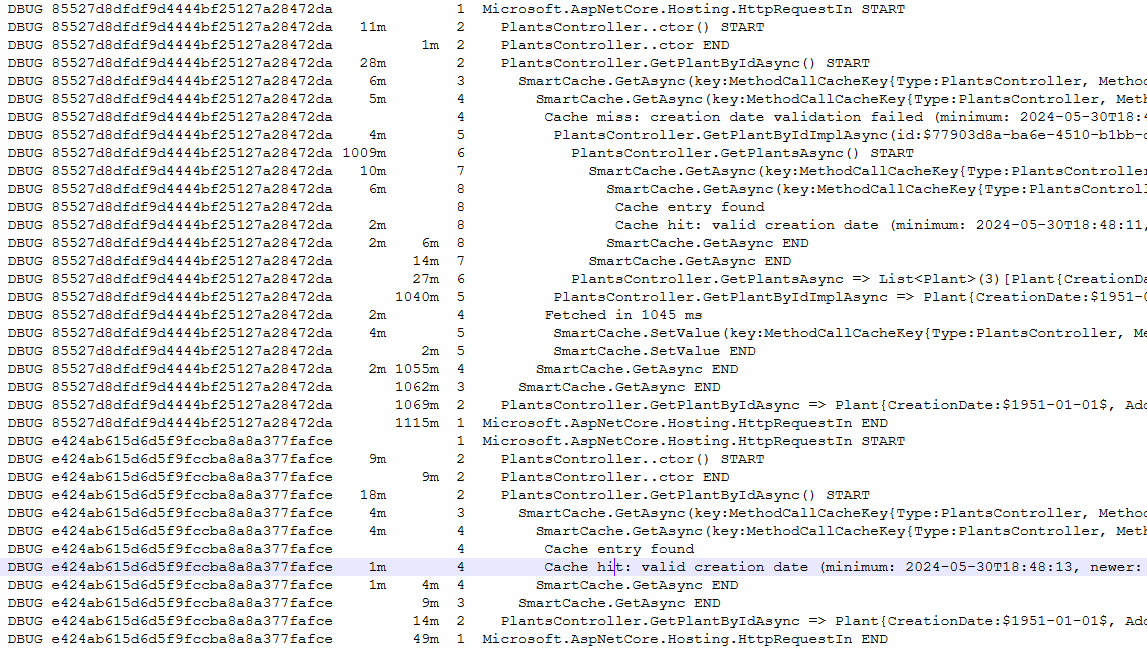 DBUG 85527d8dfdf9d4444bf25127a28472da 1 Microsoft.AspNetCore.Hosting.HttpRequestIn START
DBUG 85527d8dfdf9d4444bf25127a28472da 11m 2 PlantsController..ctor() START
DBUG 85527d8dfdf9d4444bf25127a28472da 1m 2 PlantsController..ctor END
DBUG 85527d8dfdf9d4444bf25127a28472da 28m 2 PlantsController.GetPlantByIdAsync() START
DBUG 85527d8dfdf9d4444bf25127a28472da 6m 3 SmartCache.GetAsync(key:MethodCallCacheKey{Type:PlantsController, Metho
DBUG 85527d8dfdf9d4444bf25127a28472da 5m 4 SmartCache.GetAsync(key:MethodCallCacheKey{Type:PlantsController, Met
DBUG 85527d8dfdf9d4444bf25127a28472da 4 Cache miss: creation date validation failed (minimum: 2024-05-30T18:4
DBUG 85527d8dfdf9d4444bf25127a28472da 4m 5 PlantsController.GetPlantByIdImplAsync(id:$77903d8a-ba6e-4510-b1bb-
DBUG 85527d8dfdf9d4444bf25127a28472da 1009m 6 PlantsController.GetPlantsAsync() START
DBUG 85527d8dfdf9d4444bf25127a28472da 10m 7 SmartCache.GetAsync(key:MethodCallCacheKey{Type:PlantsController
DBUG 85527d8dfdf9d4444bf25127a28472da 6m 8 SmartCache.GetAsync(key:MethodCallCacheKey{Type:PlantsControl
DBUG 85527d8dfdf9d4444bf25127a28472da 8 Cache entry found
DBUG 85527d8dfdf9d4444bf25127a28472da 2m 8 Cache hit: valid creation date (minimum: 2024-05-30T18:48:11,
DBUG 85527d8dfdf9d4444bf25127a28472da 2m 6m 8 SmartCache.GetAsync END
DBUG 85527d8dfdf9d4444bf25127a28472da 14m 7 SmartCache.GetAsync END
DBUG 85527d8dfdf9d4444bf25127a28472da 27m 6 PlantsController.GetPlantsAsync => List<Plant>(3)[Plant{CreationDa
DBUG 85527d8dfdf9d4444bf25127a28472da 1040m 5 PlantsController.GetPlantByIdImplAsync => Plant{CreationDate:$1951-0
DBUG 85527d8dfdf9d4444bf25127a28472da 2m 4 Fetched in 1045 ms
DBUG 85527d8dfdf9d4444bf25127a28472da 4m 5 SmartCache.SetValue(key:MethodCallCacheKey{Type:PlantsController, Me
DBUG 85527d8dfdf9d4444bf25127a28472da 2m 5 SmartCache.SetValue END
DBUG 85527d8dfdf9d4444bf25127a28472da 2m 1055m 4 SmartCache.GetAsync END
DBUG 85527d8dfdf9d4444bf25127a28472da 1062m 3 SmartCache.GetAsync END
DBUG 85527d8dfdf9d4444bf25127a28472da 1069m 2 PlantsController.GetPlantByIdAsync => Plant{CreationDate:$1951-01-01$, Add
DBUG 85527d8dfdf9d4444bf25127a28472da 1115m 1 Microsoft.AspNetCore.Hosting.HttpRequestIn END
DBUG e424ab615d6d5f9fccba8a8a377fafce 1 Microsoft.AspNetCore.Hosting.HttpRequestIn START
DBUG e424ab615d6d5f9fccba8a8a377fafce 9m 2 PlantsController..ctor() START
DBUG e424ab615d6d5f9fccba8a8a377fafce 9m 2 PlantsController..ctor END
DBUG e424ab615d6d5f9fccba8a8a377fafce 18m 2 PlantsController.GetPlantByIdAsync() START
DBUG e424ab615d6d5f9fccba8a8a377fafce 4m 3 SmartCache.GetAsync(key:MethodCallCacheKey{Type:PlantsController, Metho
DBUG e424ab615d6d5f9fccba8a8a377fafce 4m 4 SmartCache.GetAsync(key:MethodCallCacheKey{Type:PlantsController, Met
DBUG e424ab615d6d5f9fccba8a8a377fafce 4 Cache entry found
DBUG e424ab615d6d5f9fccba8a8a377fafce 1m 4 Cache hit: valid creation date (minimum: 2024-05-30T18:48:13, newer:
DBUG e424ab615d6d5f9fccba8a8a377fafce 1m 4m 4 SmartCache.GetAsync END
DBUG e424ab615d6d5f9fccba8a8a377fafce 9m 3 SmartCache.GetAsync END
DBUG e424ab615d6d5f9fccba8a8a377fafce 14m 2 PlantsController.GetPlantByIdAsync => Plant{CreationDate:$1951-01-01$, Add
DBUG e424ab615d6d5f9fccba8a8a377fafce 49m 1 Microsoft.AspNetCore.Hosting.HttpRequestIn END